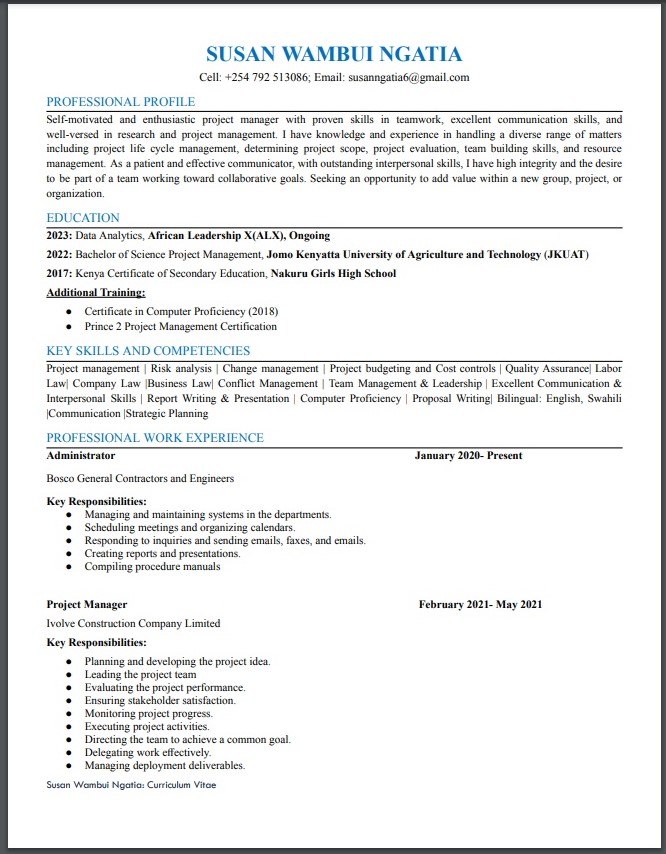 SUSAN WAMBUI NGATIA
Cell: +254 792 513086; Email: susanngatia6@gmail.com
PROFESSIONAL PROFILE
Self-motivated and enthusiastic project manager with proven skills in teamwork, excellent communication skills, and
well-versed in research and project management. I have knowledge and experience in handling a diverse range of matters
including project life cycle management, determining project scope, project evaluation, team building skills, and resource
management. As a patient and effective communicator, with outstanding interpersonal skills, I have high integrity and the desire
to be part of a team working toward collaborative goals. Seeking an opportunity to add value within a new group, project, or
organization.
EDUCATION
2023: Data Analytics, African Leadership X(ALX), Ongoing
2022: Bachelor of Science Project Management, Jomo Kenyatta University of Agriculture and Technology (JKUAT)
2017: Kenya Certificate of Secondary Education, Nakuru Girls High School
Additional Training:
● Certificate in Computer Proficiency (2018)
● Prince 2 Project Management Certification
KEY SKILLS AND COMPETENCIES
Project management | Risk analysis | Change management | Project budgeting and Cost controls | Quality Assurance| Labor
Law| Company Law |Business Law| Conflict Management | Team Management & Leadership | Excellent Communication &
Interpersonal Skills | Report Writing & Presentation | Computer Proficiency | Proposal Writing| Bilingual: English, Swahili
|Communication |Strategic Planning
PROFESSIONAL WORK EXPERIENCE
Administrator January 2020- Present
Bosco General Contractors and Engineers
Key Responsibilities:
● Managing and maintaining systems in the departments.
● Scheduling meetings and organizing calendars.
● Responding to inquiries and sending emails, faxes, and emails.
● Creating reports and presentations.
● Compiling procedure manuals
Project Manager February 2021- May 2021
Ivolve Construction Company Limited
Key Responsibilities:
● Planning and developing the project idea.
● Leading the project team
● Evaluating the project performance.
● Ensuring stakeholder satisfaction.
● Monitoring project progress.
● Executing project activities.
● Directing the team to achieve a common goal.
● Delegating work effectively.
● Managing deployment deliverables.
Susan Wambui Ngatia: Curriculum Vitae